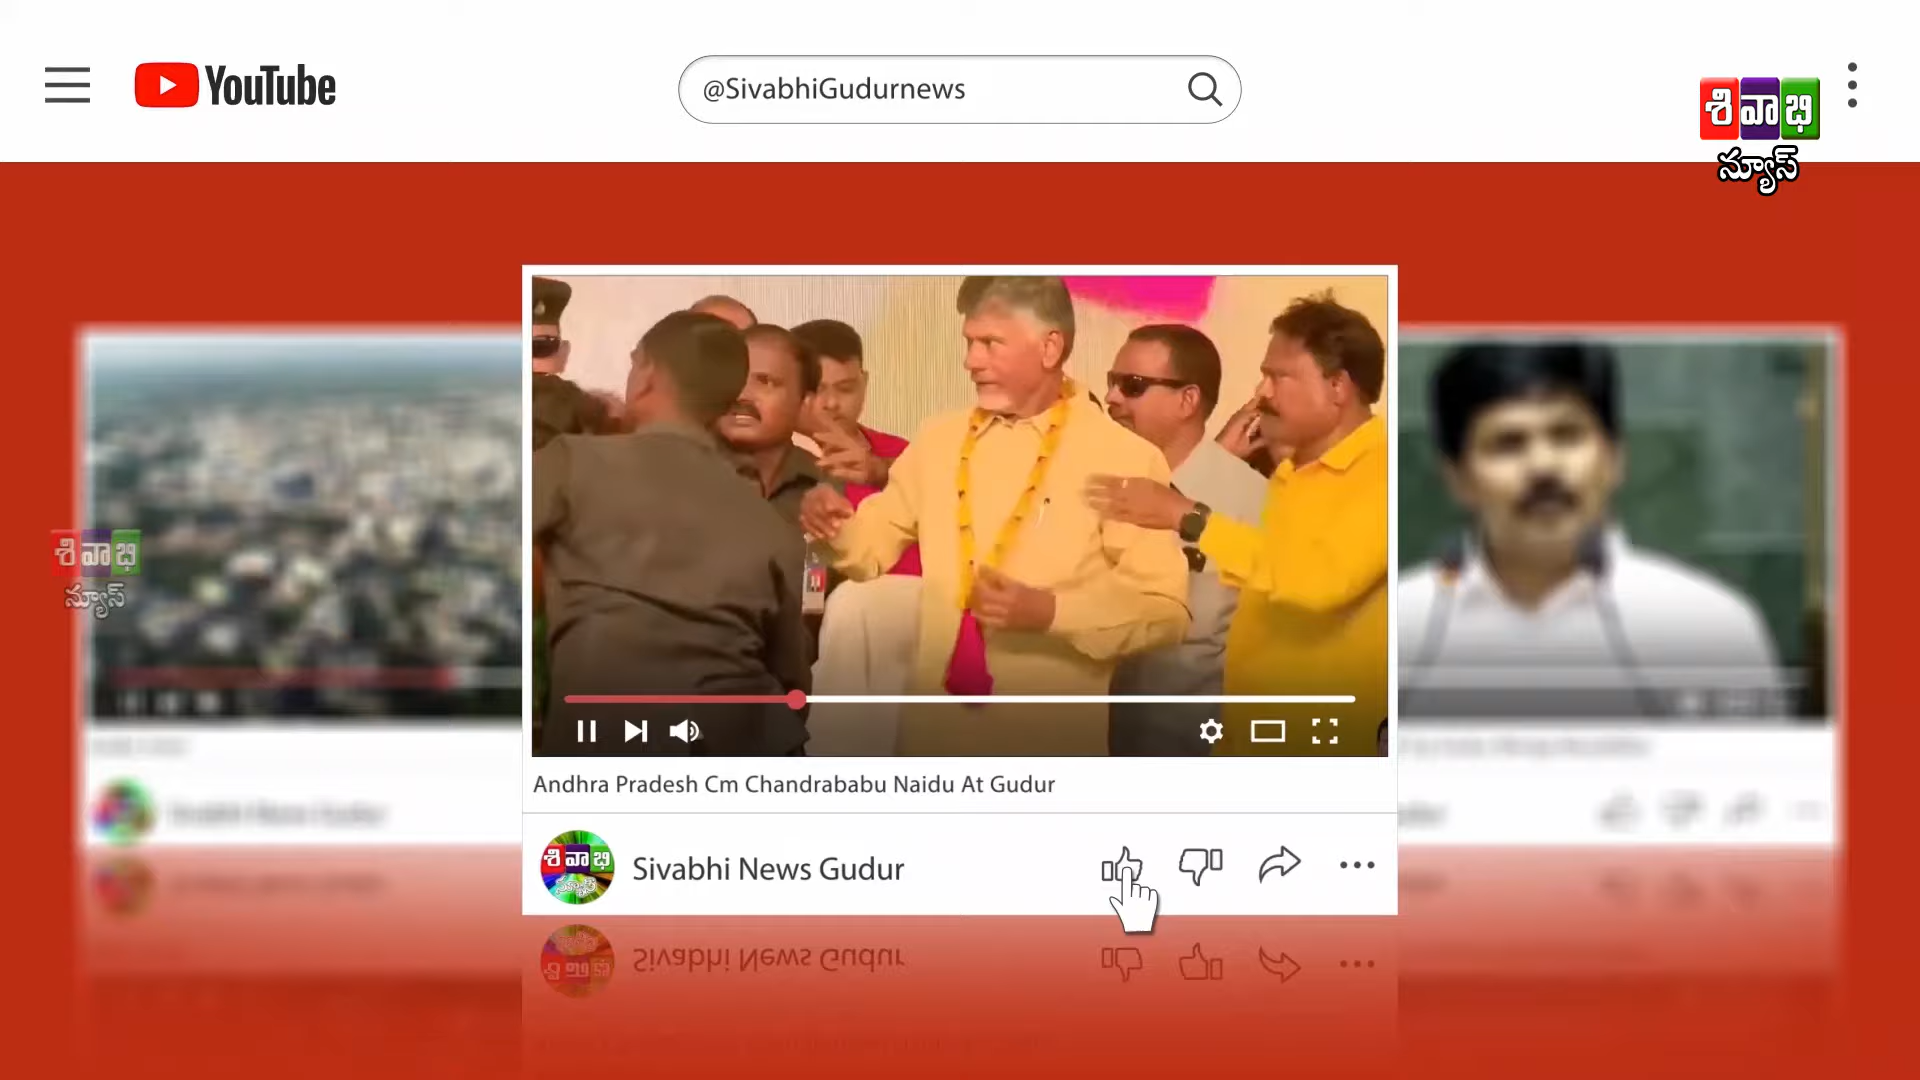 YouTube
@SivabhiGudurnews
శివాభి
న్యూస్
శివాభి
న్యూస్
Andhra Pradesh Cm Chandrababu Naidu At Gudur
శివాభి
న్యూస్
Sivabhi News Gudur